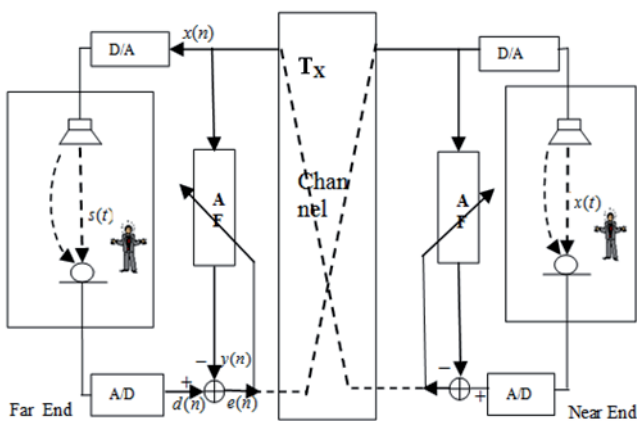 D/A
x(n)
T_X
D/A
Chan
nel
A
F
A
F
s(t)
x(t)
−
y(n)
−
+
d(n)
e(n)
+
A/D
A/D
Far End
Near End